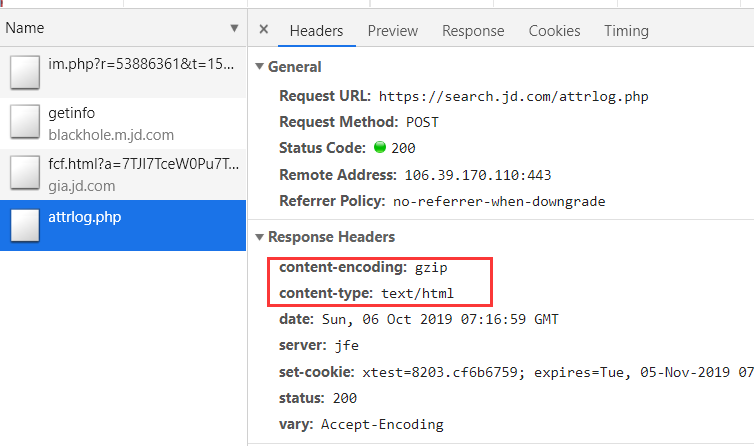 Name
im.php?r=53886361&t=15...
getinfo
blackhole.m.jd.com
fcf.html?a=7TJI7TceW0Pu7T...
gia.jd.com
attrlog.php
Headers Preview Response Cookies Timing
General
Request URL: https://search.jd.com/attrlog.php
Request Method: POST
Status Code: 200
Remote Address: 106.39.170.110:443
Referrer Policy: no-referrer-when-downgrade
Response Headers
content-encoding: gzip
content-type: text/html
date: Sun, 06 Oct 2019 07:16:59 GMT
server: jfe
set-cookie: xtest=8203.cf6b6759; expires=Tue, 05-Nov-2019 07
status: 200
vary: Accept-Encoding